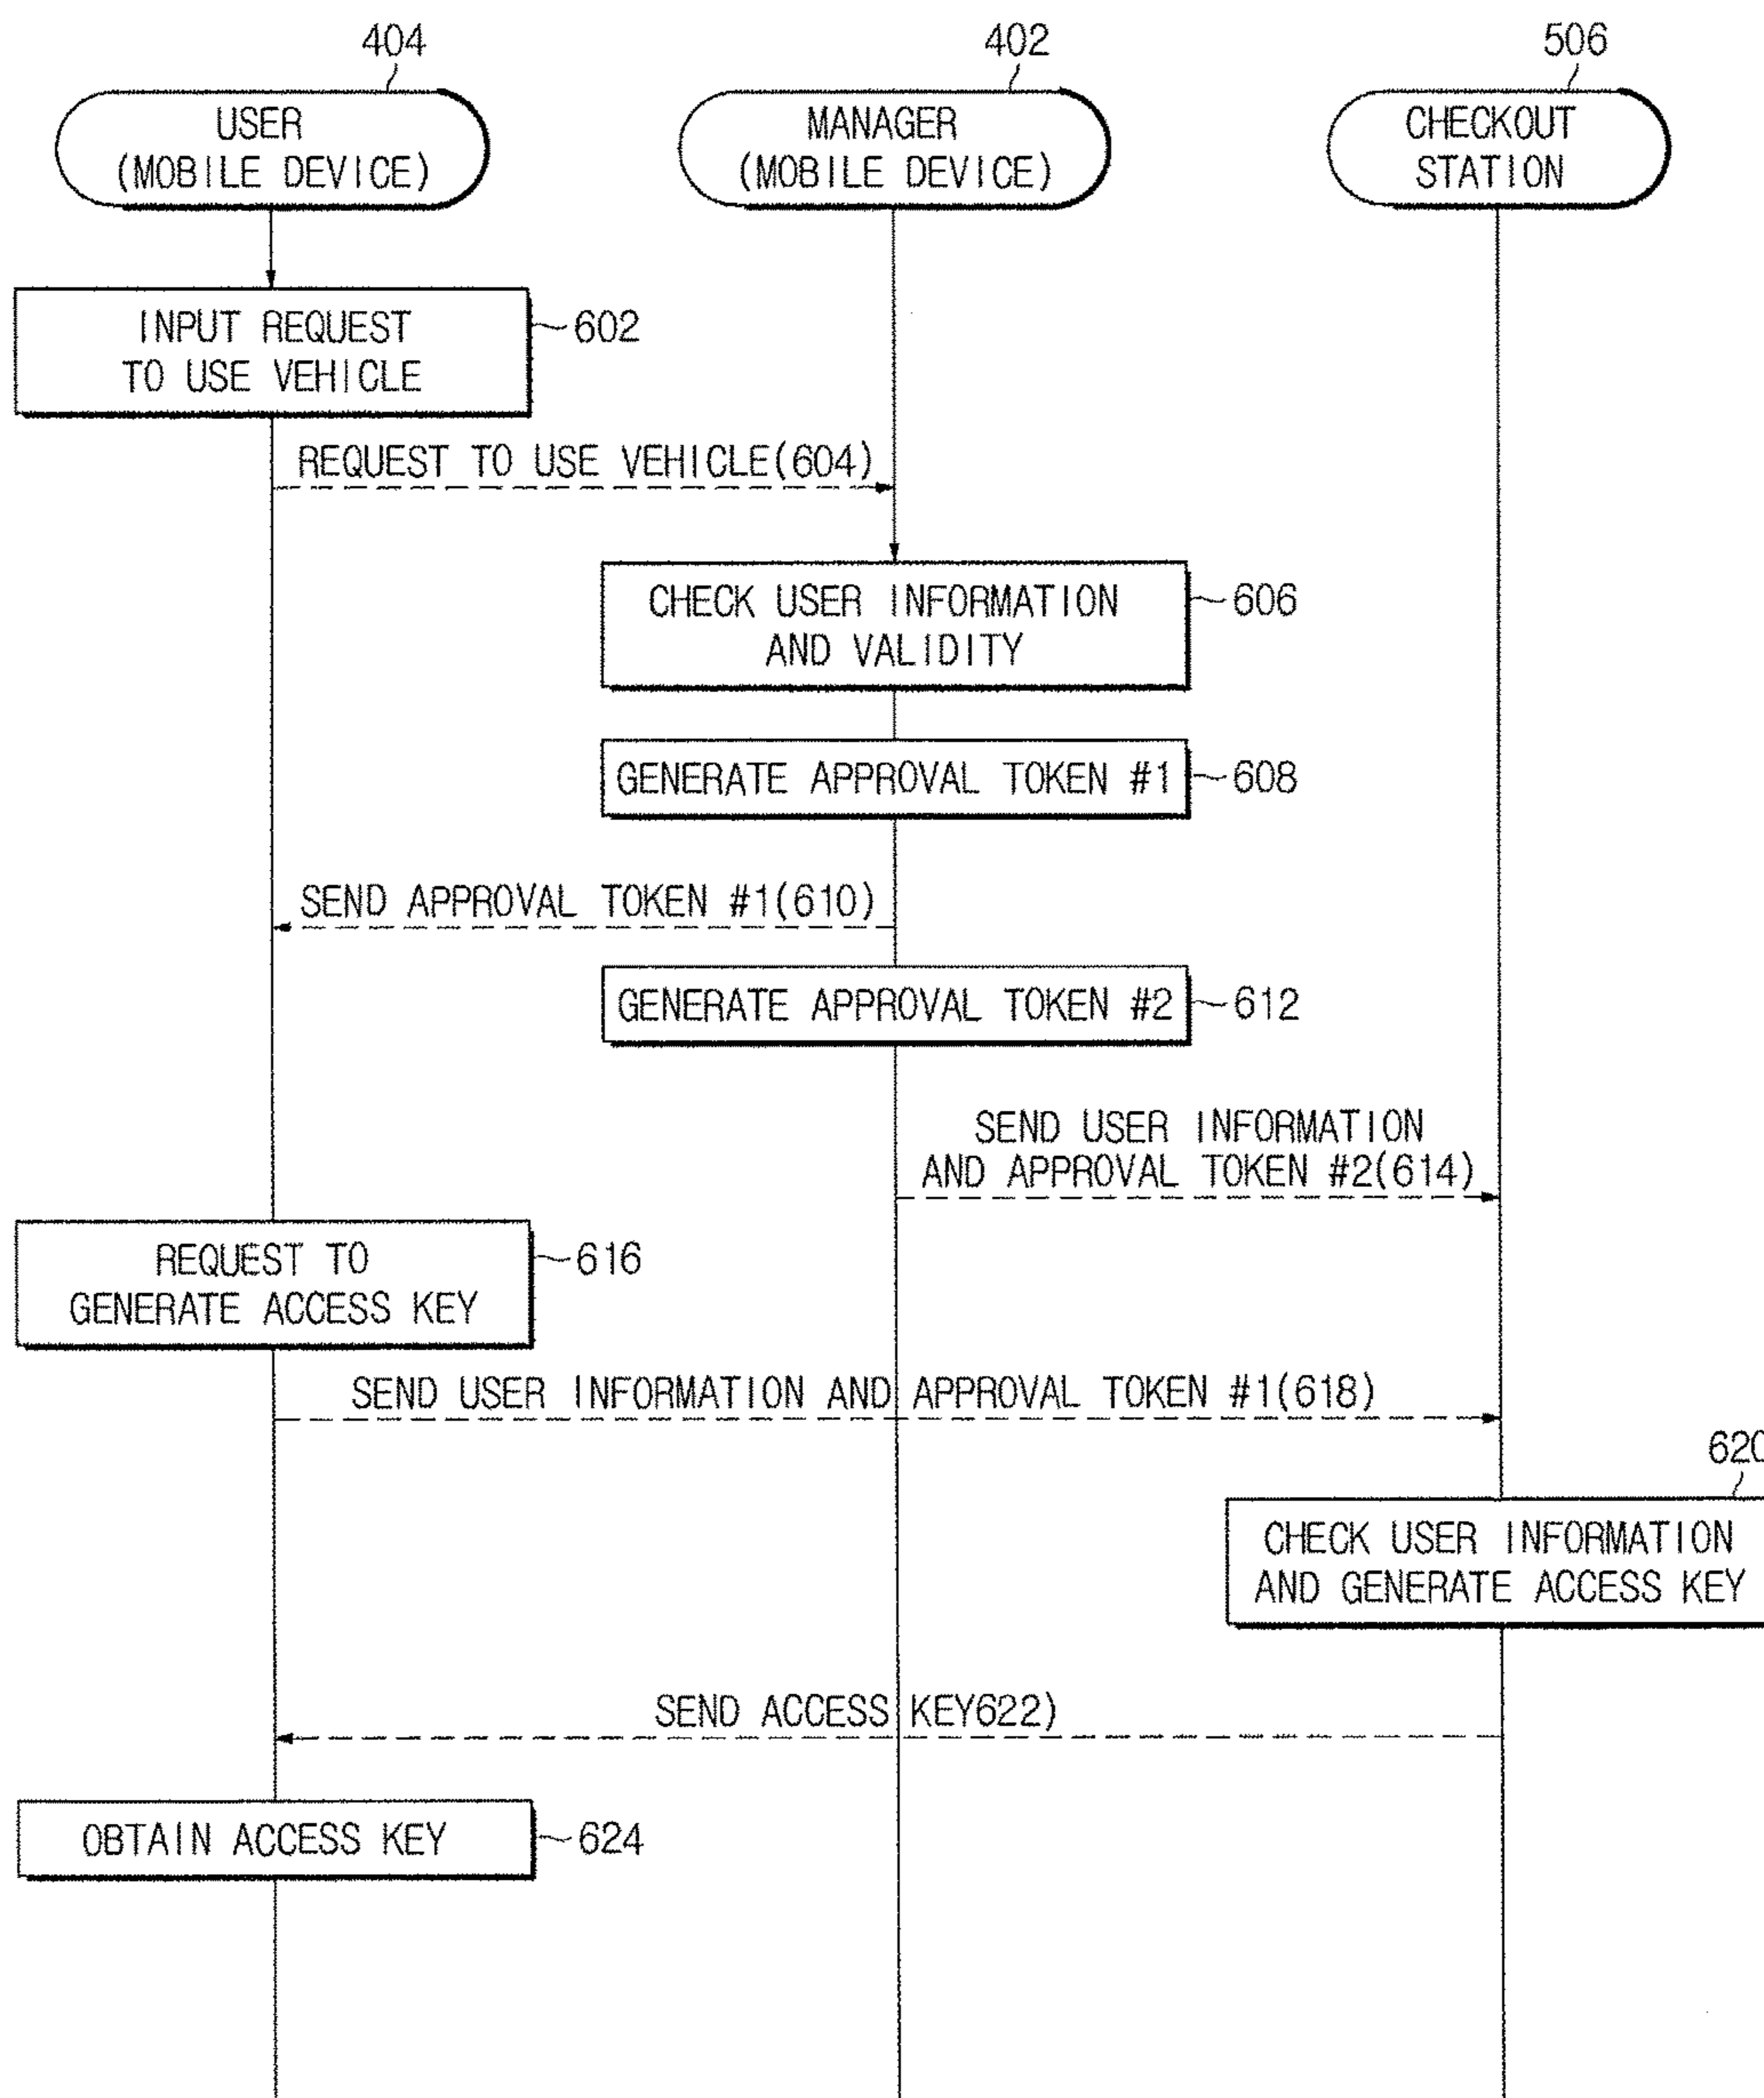 404
402
506
USER
(MOBILE DEVICE)
MANAGER
(MOBILE DEVICE)
CHECKOUT
STATION
INPUT REQUEST
TO USE VEHICLE
602
REQUEST TO USE VEHICLE(604)
CHECK USER INFORMATION
AND VALIDITY
606
GENERATE APPROVAL TOKEN #1
608
SEND APPROVAL TOKEN #1(610)
GENERATE APPROVAL TOKEN #2
612
SEND USER INFORMATION
AND APPROVAL TOKEN #2(614)
REQUEST TO
GENERATE ACCESS KEY
616
SEND USER INFORMATION AND APPROVAL TOKEN #1(618)
620
CHECK USER INFORMATION
AND GENERATE ACCESS KEY
SEND ACCESS KEY622)
OBTAIN ACCESS KEY
624